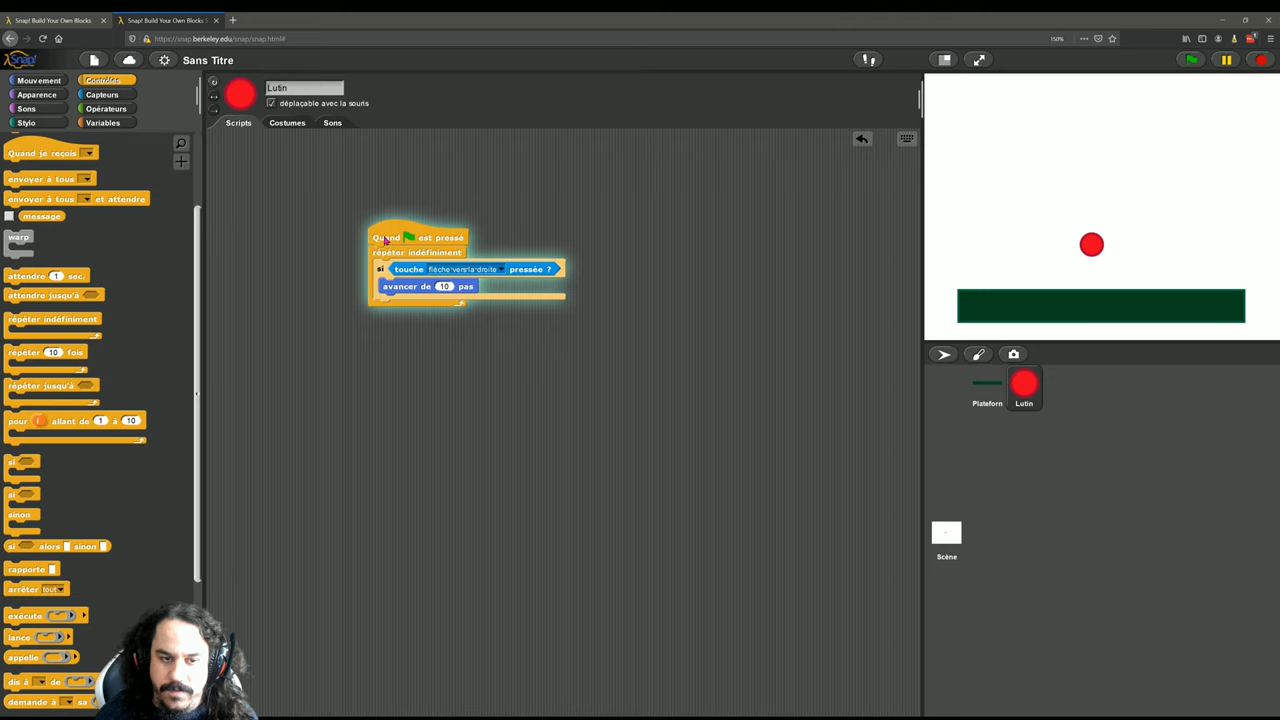 Snap! Build Your Own Blocks
Snap! Build Your Own Blocks
https://snap.berkeley.edu/snap/snap.html#
150%
Snap!
Sans Titre
Mouvement
Contrôles
Apparence
Capteurs
Sons
Opérateurs
Stylo
Variables
Lutin
déplaçable avec la souris
Scripts
Costumes
Sons
Quand je reçois
envoyer à tous
envoyer à tous et attendre
message
warp
attendre 1 sec.
attendre jusqu'à
répéter indéfiniment
répéter 10 fois
répéter jusqu'à
pour i allant de 1 à 10
si
si
sinon
si alors sinon
rapporte
arrêter tout
exécute
lance
appelle
dis à de
demande à sa
Quand est pressé
répéter indéfiniment
si touche flèche vers la droite pressée ?
avancer de 10 pas
Plateforn
Lutin
Scène